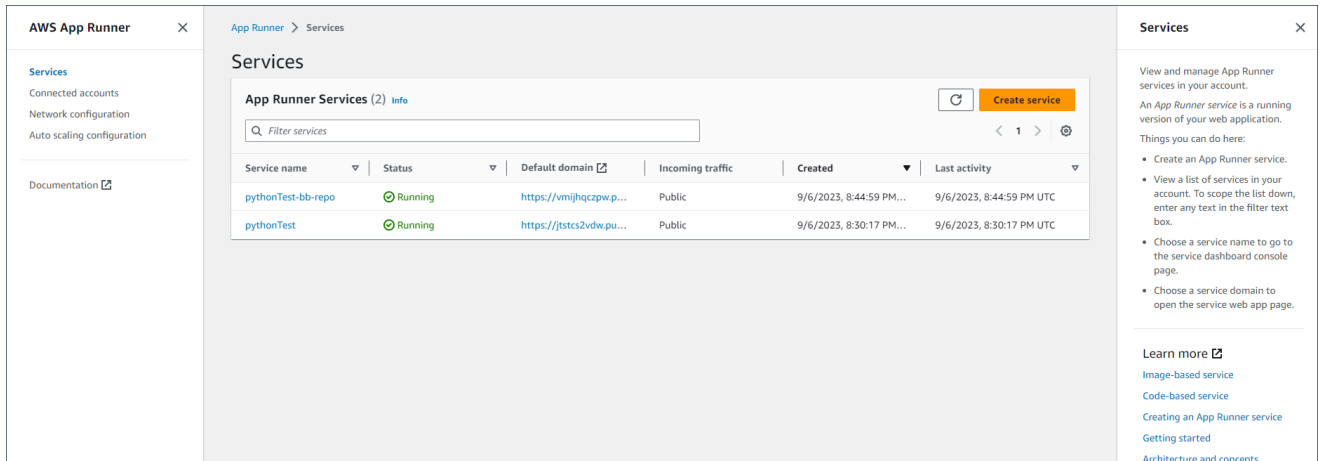 AWS App Runner
Services
Connected accounts
Network configuration
Auto scaling configuration
Documentation
App Runner > Services
Services
App Runner Services (2) Info
Create service
Filter services
< 1 >
Service name Status Default domain Incoming traffic Created Last activity
pythonTest-bb-repo Running https://vmijhqczpw.p... Public 9/6/2023, 8:44:59 PM... 9/6/2023, 8:44:59 PM UTC
pythonTest Running https://jtstcs2vdw.pu... Public 9/6/2023, 8:30:17 PM... 9/6/2023, 8:30:17 PM UTC
Services
View and manage App Runner
services in your account.
An App Runner service is a running
version of your web application.
Things you can do here:
• Create an App Runner service.
• View a list of services in your
account. To scope the list down,
enter any text in the filter text
box.
• Choose a service name to go to
the service dashboard console
page.
• Choose a service domain to
open the service web app page.
Learn more
Image-based service
Code-based service
Creating an App Runner service
Getting started
Architecture and concepts